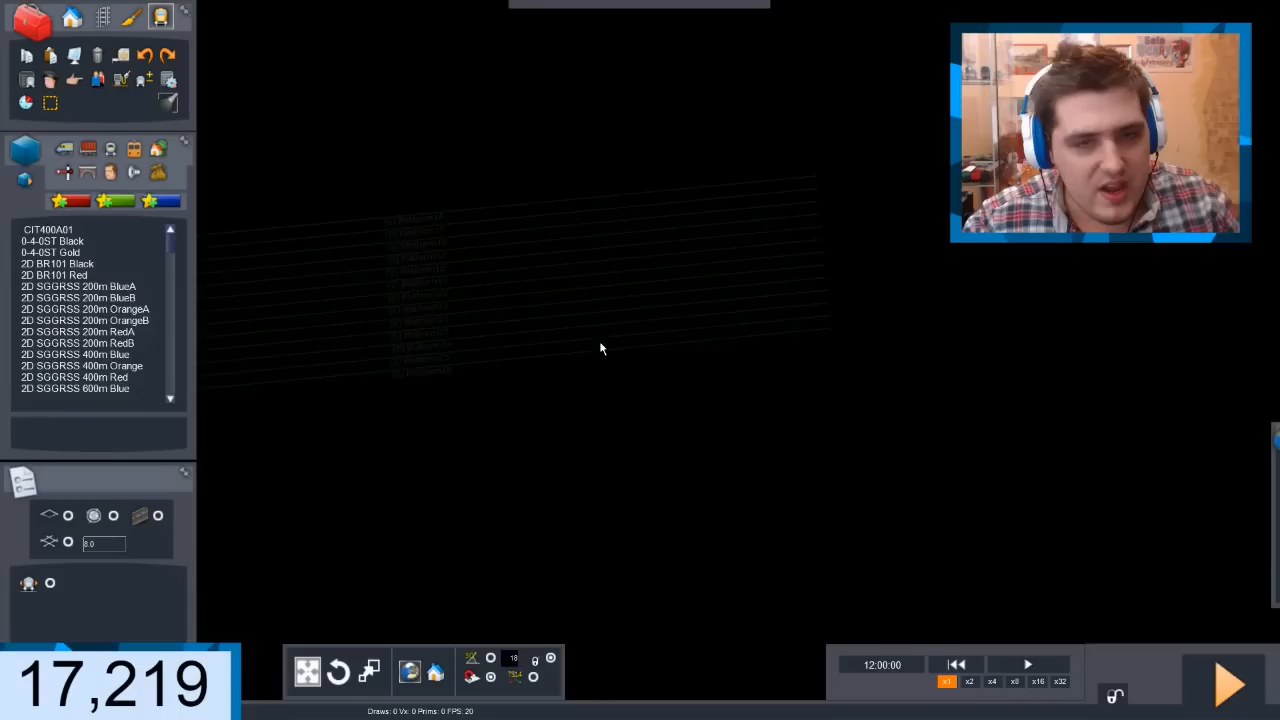 CIT400A01
0-4-0ST Black
0-4-0ST Gold
2D BR101 Black
2D BR101 Red
2D SGGRSS 200m BlueA
2D SGGRSS 200m BlueB
2D SGGRSS 200m OrangeA
2D SGGRSS 200m OrangeB
2D SGGRSS 200m RedA
2D SGGRSS 200m RedB
2D SGGRSS 400m Blue
2D SGGRSS 400m Orange
2D SGGRSS 400m Red
2D SGGRSS 600m Blue
8.0
17,219
18
12:00:00
x1 x2 x4 x8 x16 x32
Draws: 0 Vx: 0 Prims: 0 FPS: 20